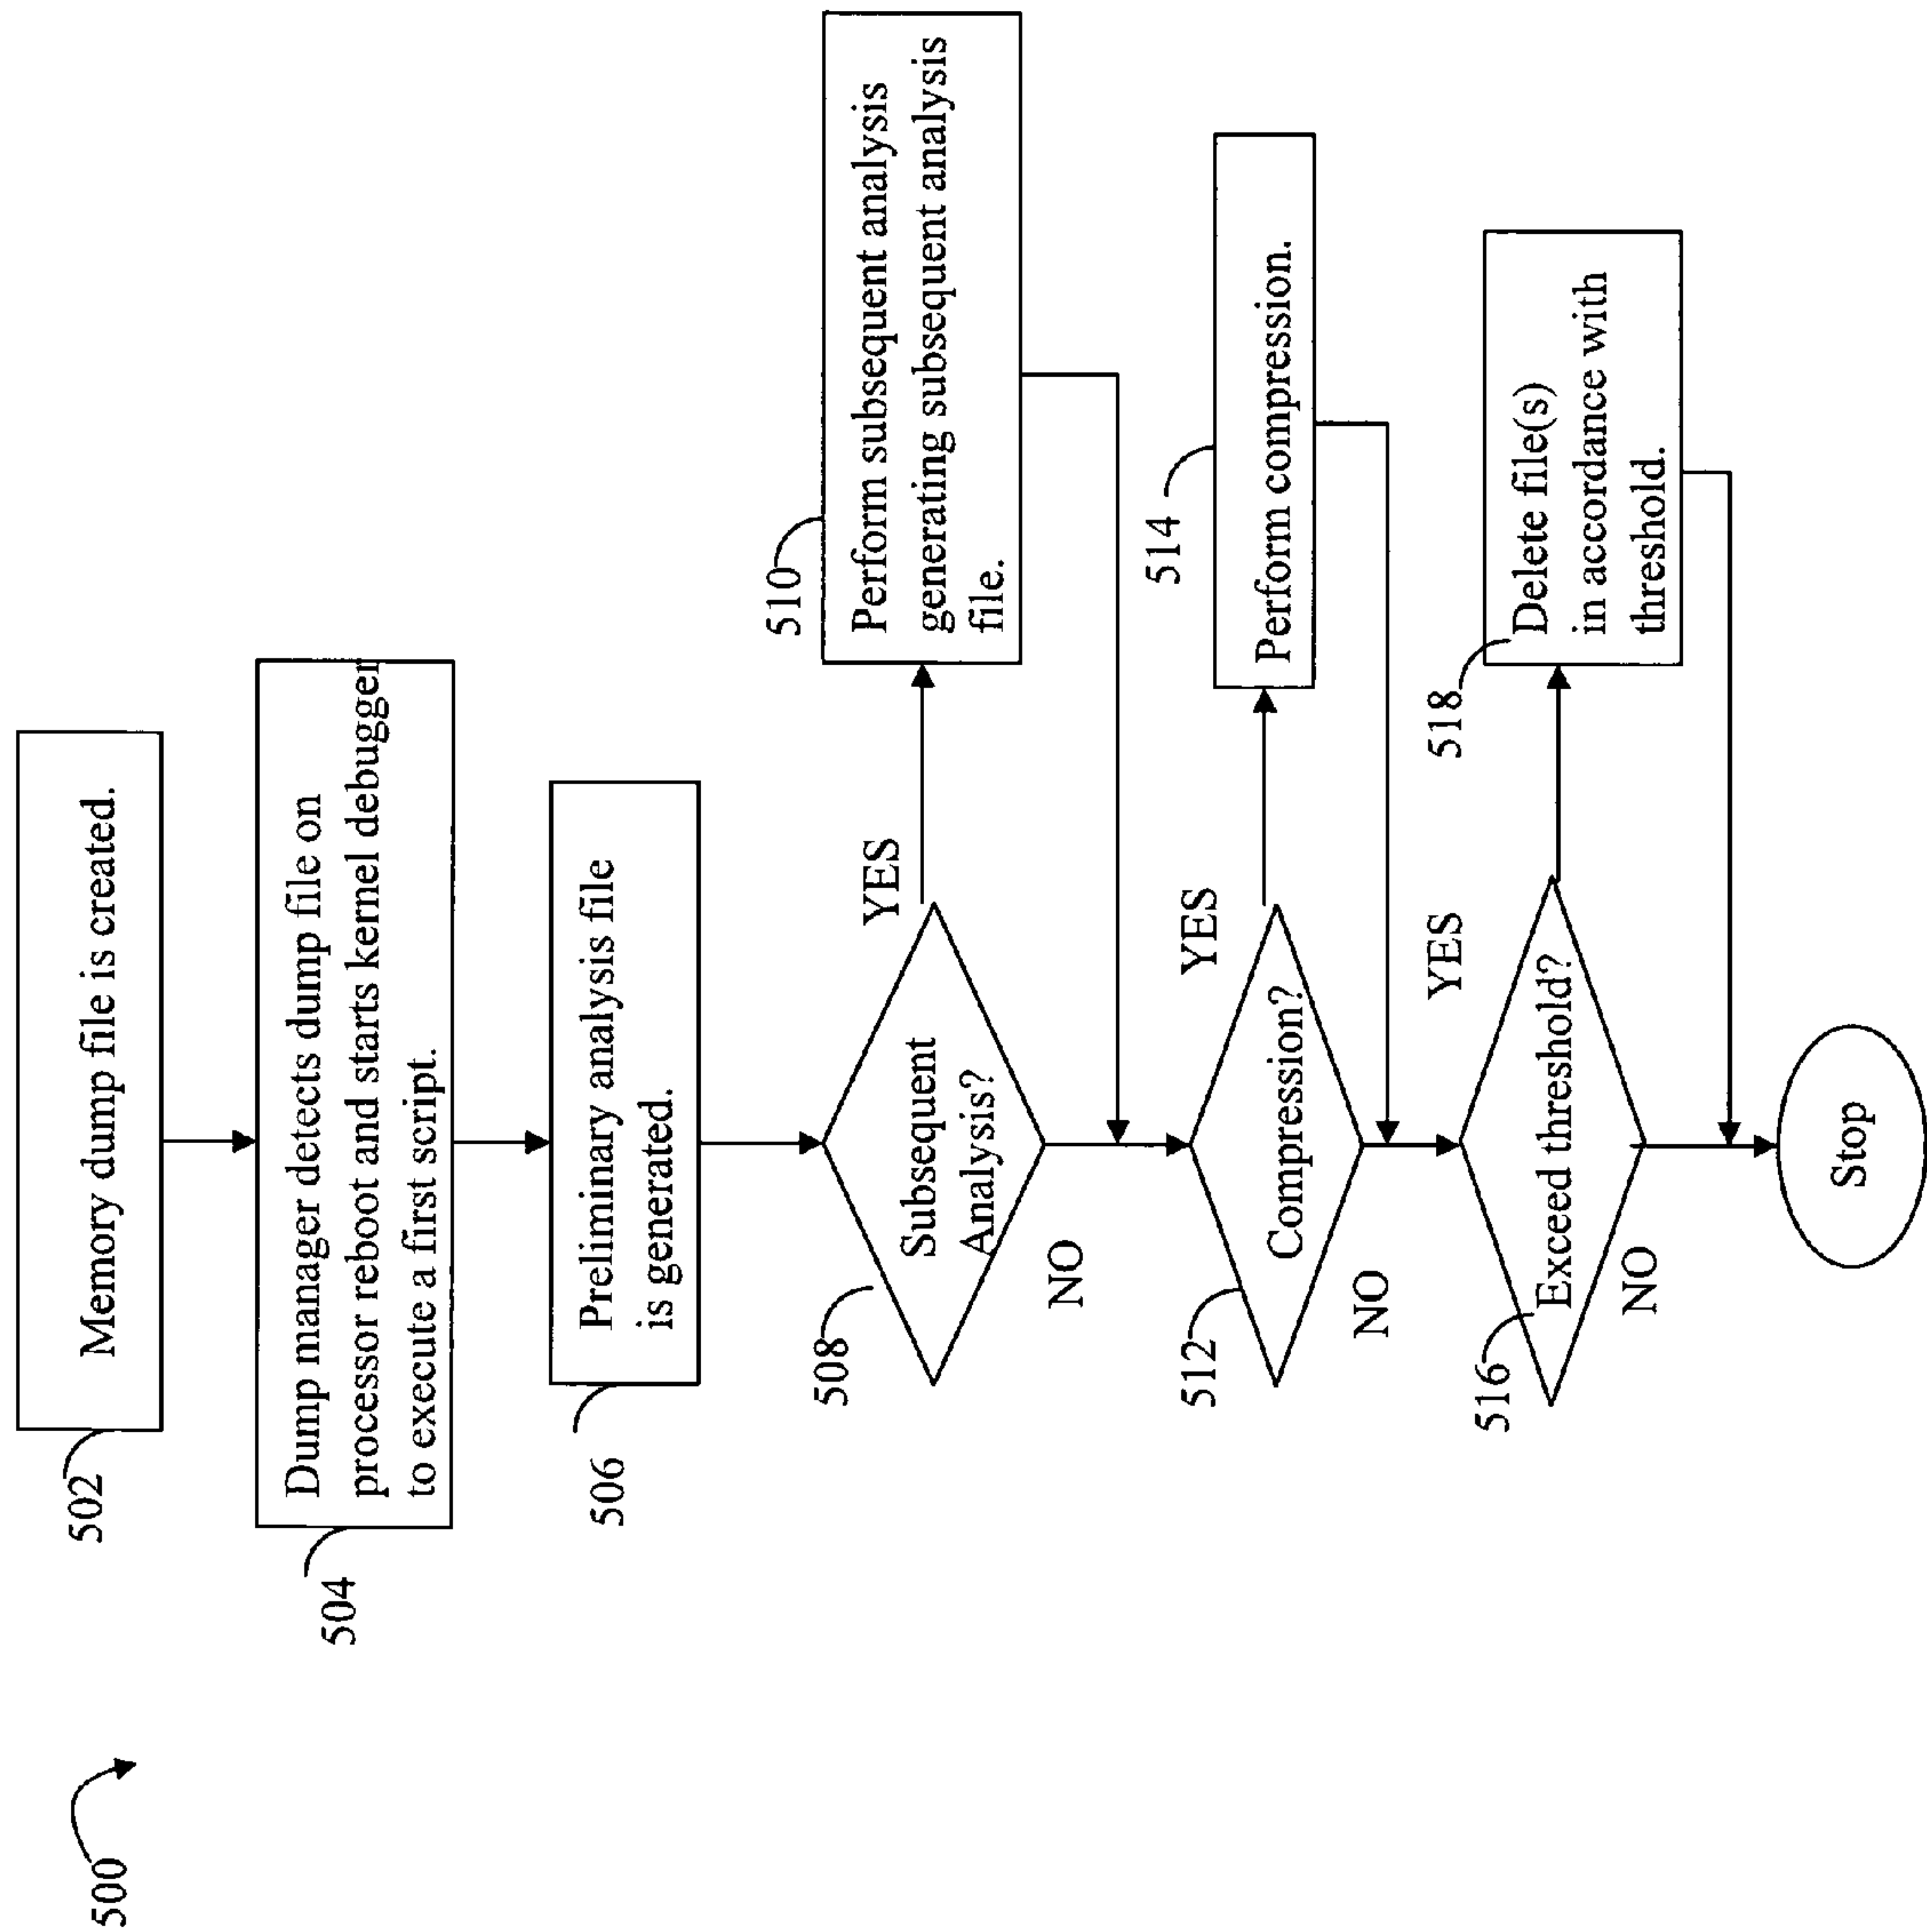 500
502
Memory dump file is created.
504
Dump manager detects dump file on
processor reboot and starts kernel debugger
to execute a first script.
506
Preliminary analysis file
is generated.
508
Subsequent
Analysis?
YES
NO
510
Perform subsequent analysis
generating subsequent analysis
file.
512
Compression?
YES
NO
514
Perform compression.
516
Exceed threshold?
YES
NO
518
Delete file(s)
in accordance with
threshold.
Stop